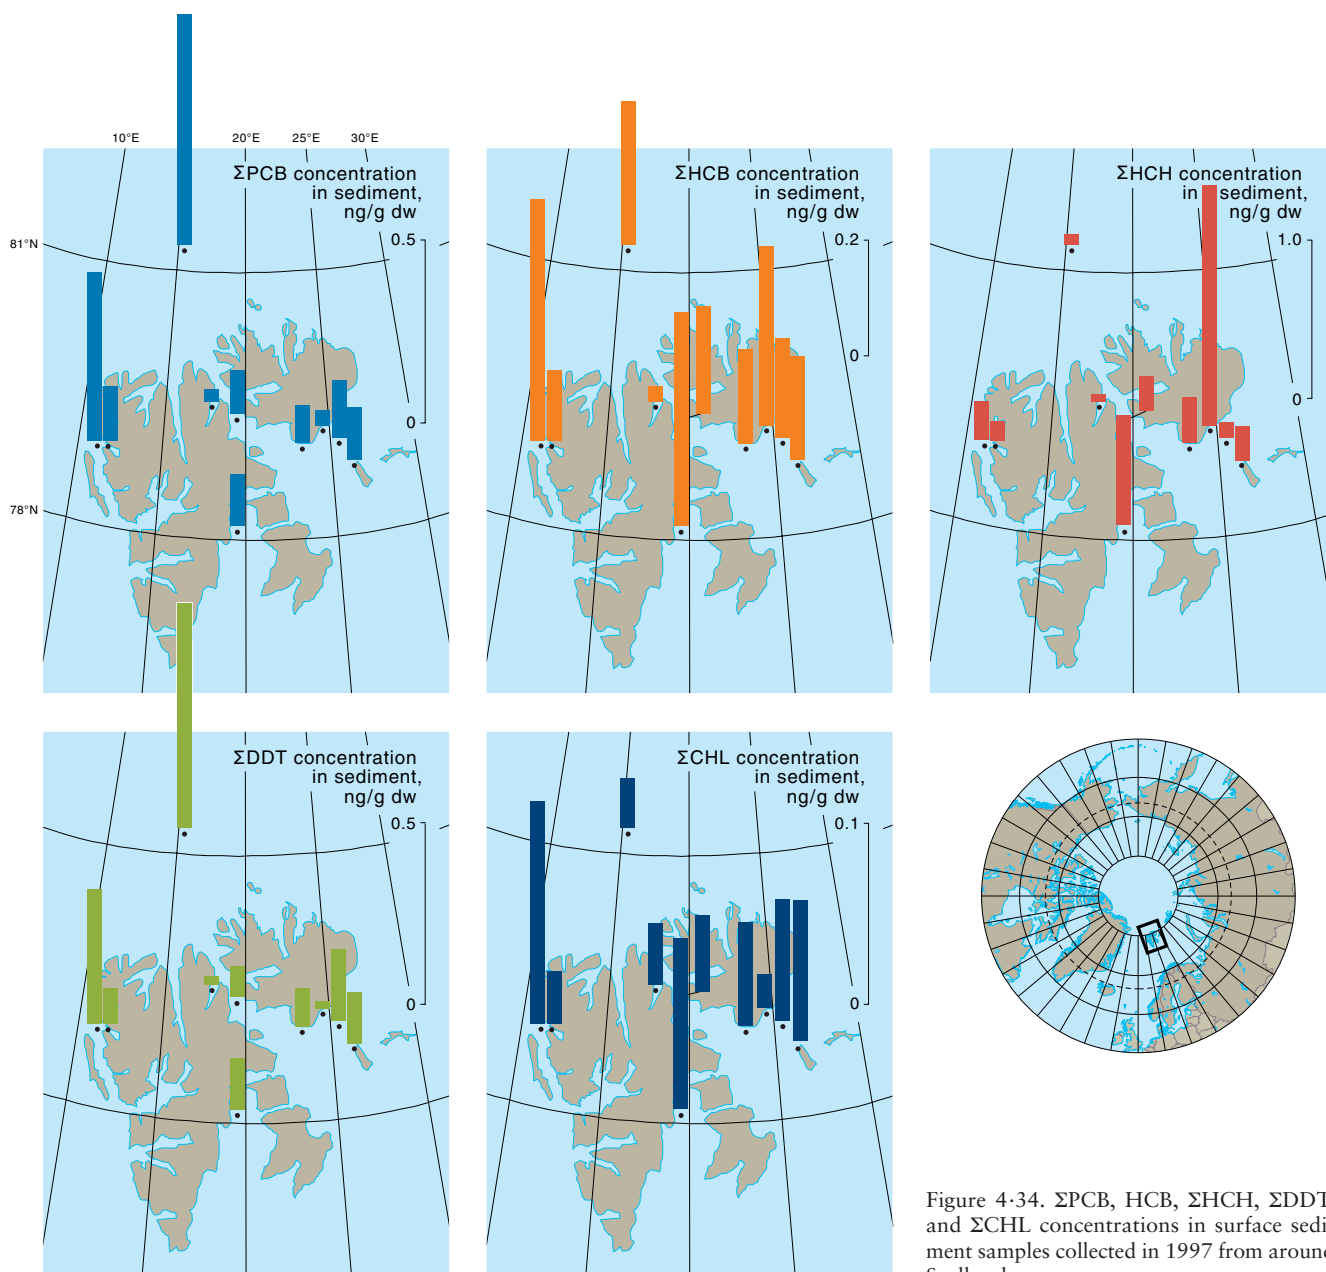 10°E 20°E 25°E 30°E
ΣPCB concentration
in sediment,
ng/g dw
0.5
0
81°N
78°N
ΣHCB concentration
in sediment,
ng/g dw
0.2
0
ΣHCH concentration
in sediment,
ng/g dw
1.0
0
ΣDDT concentration
in sediment,
ng/g dw
0.5
0
ΣCHL concentration
in sediment,
ng/g dw
0.1
0
Figure 4·34. ΣPCB, HCB, ΣHCH, ΣDDT
and ΣCHL concentrations in surface sedi-
ment samples collected in 1997 from around